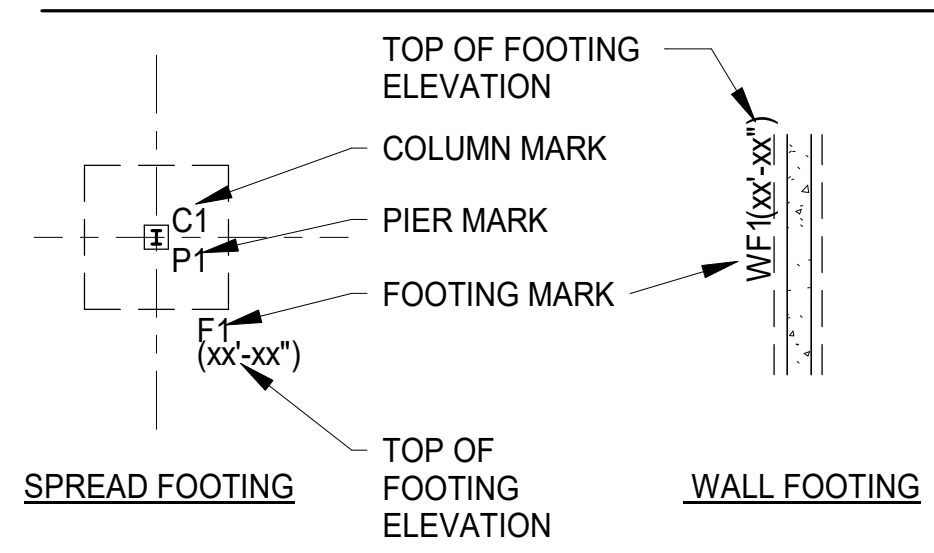 TOP OF FOOTING
ELEVATION
COLUMN MARK
C1
PIER MARK
P1
FOOTING MARK
F1
(xx'-xx")
TOP OF
FOOTING
ELEVATION
SPREAD FOOTING
WF1(xx'-xx")
WALL FOOTING